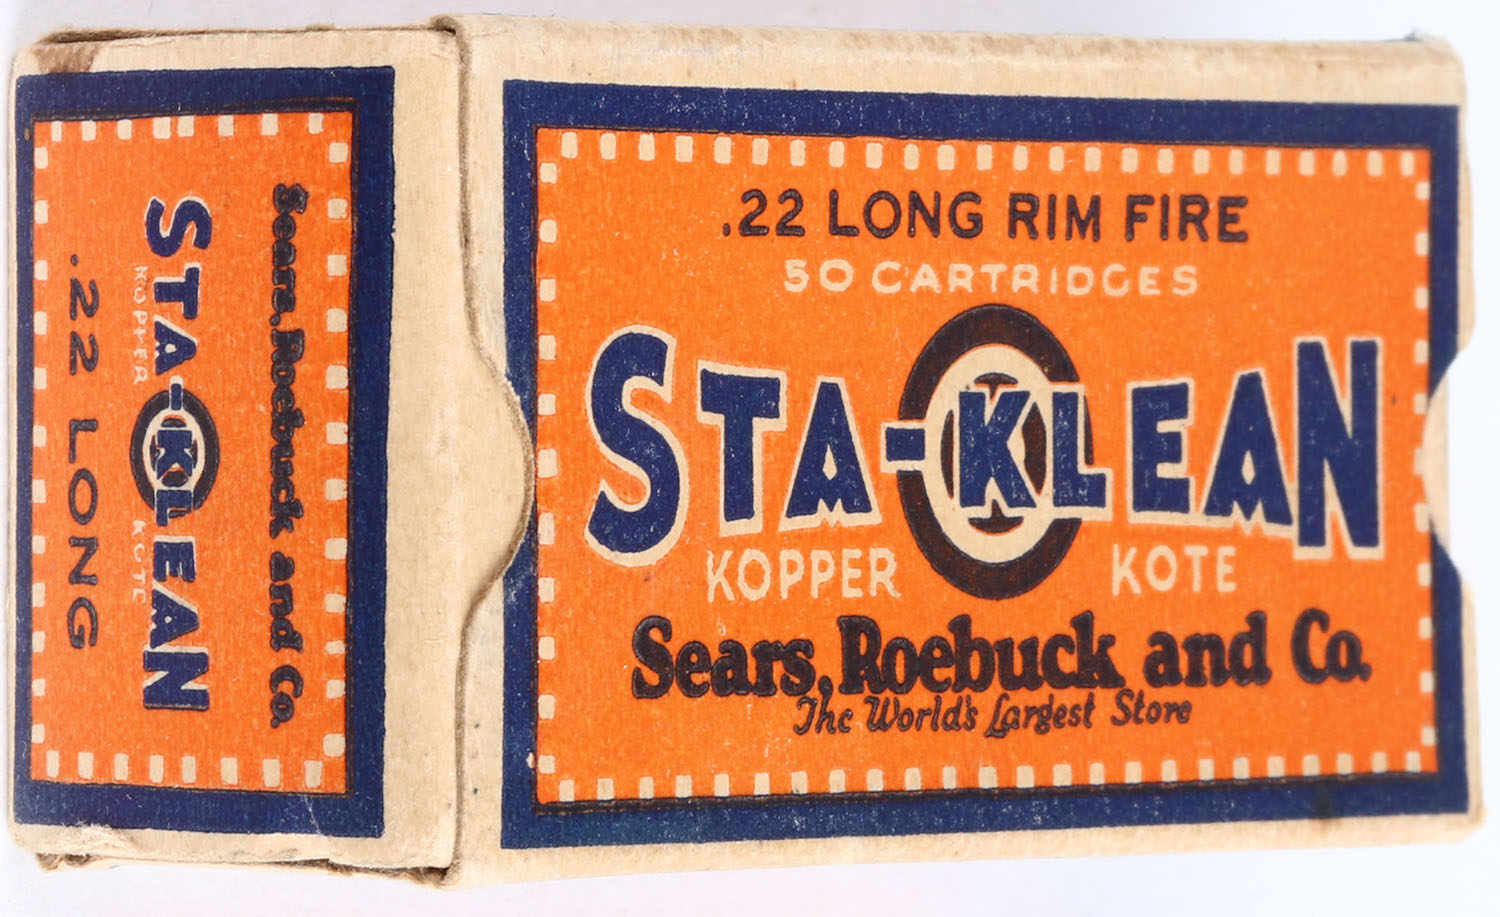 .22 LONG RIM FIRE
50 CARTRIDGES
STA-KLEAN
KOPPER KOTE
Sears, Roebuck and Co.
The World's Largest Store
Sears, Roebuck and Co.
STA-KLEAN
KOPPER KOTE
.22 LONG